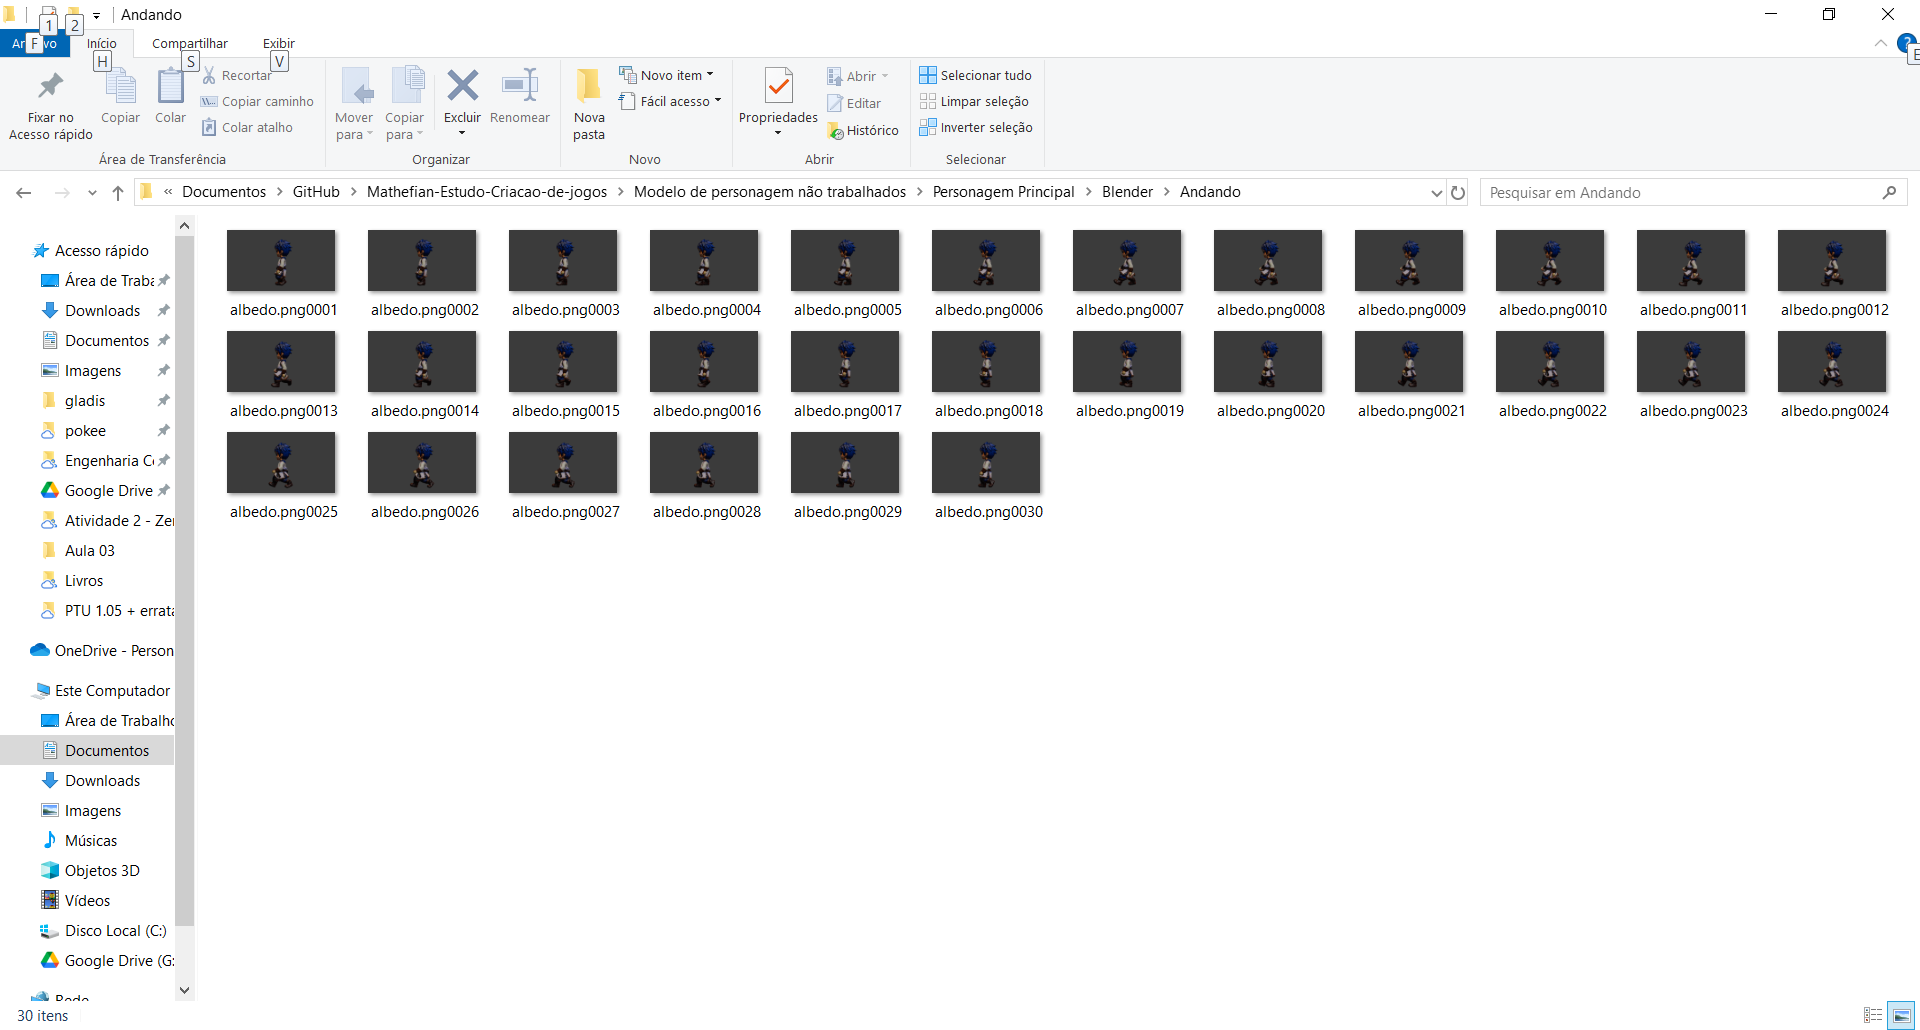 1 2 Andando
F Início Compartilhar Exibir
H S V E
Fixar no
Acesso rápido
Copiar
Colar
Recortar
Copiar caminho
Colar atalho
Área de Transferência
Mover
para
Copiar
para
Excluir
Renomear
Organizar
Nova
pasta
Novo item
Fácil acesso
Novo
Propriedades
Abrir
Editar
Histórico
Abrir
Selecionar tudo
Limpar seleção
Inverter seleção
Selecionar
« Documentos > GitHub > Mathefian-Estudo-Criacao-de-jogos > Modelo de personagem não trabalhados > Personagem Principal > Blender > Andando
Pesquisar em Andando
Acesso rápido
Área de Traba
Downloads
Documentos
Imagens
gladis
pokee
Engenharia C
Google Drive
Atividade 2 - Zer
Aula 03
Livros
PTU 1.05 + errata
OneDrive - Person
Este Computador
Área de Trabalho
Documentos
Downloads
Imagens
Músicas
Objetos 3D
Vídeos
Disco Local (C:)
Google Drive (G:
Rede
albedo.png0001 albedo.png0002 albedo.png0003 albedo.png0004 albedo.png0005 albedo.png0006 albedo.png0007 albedo.png0008 albedo.png0009 albedo.png0010 albedo.png0011 albedo.png0012
albedo.png0013 albedo.png0014 albedo.png0015 albedo.png0016 albedo.png0017 albedo.png0018 albedo.png0019 albedo.png0020 albedo.png0021 albedo.png0022 albedo.png0023 albedo.png0024
albedo.png0025 albedo.png0026 albedo.png0027 albedo.png0028 albedo.png0029 albedo.png0030
30 itens